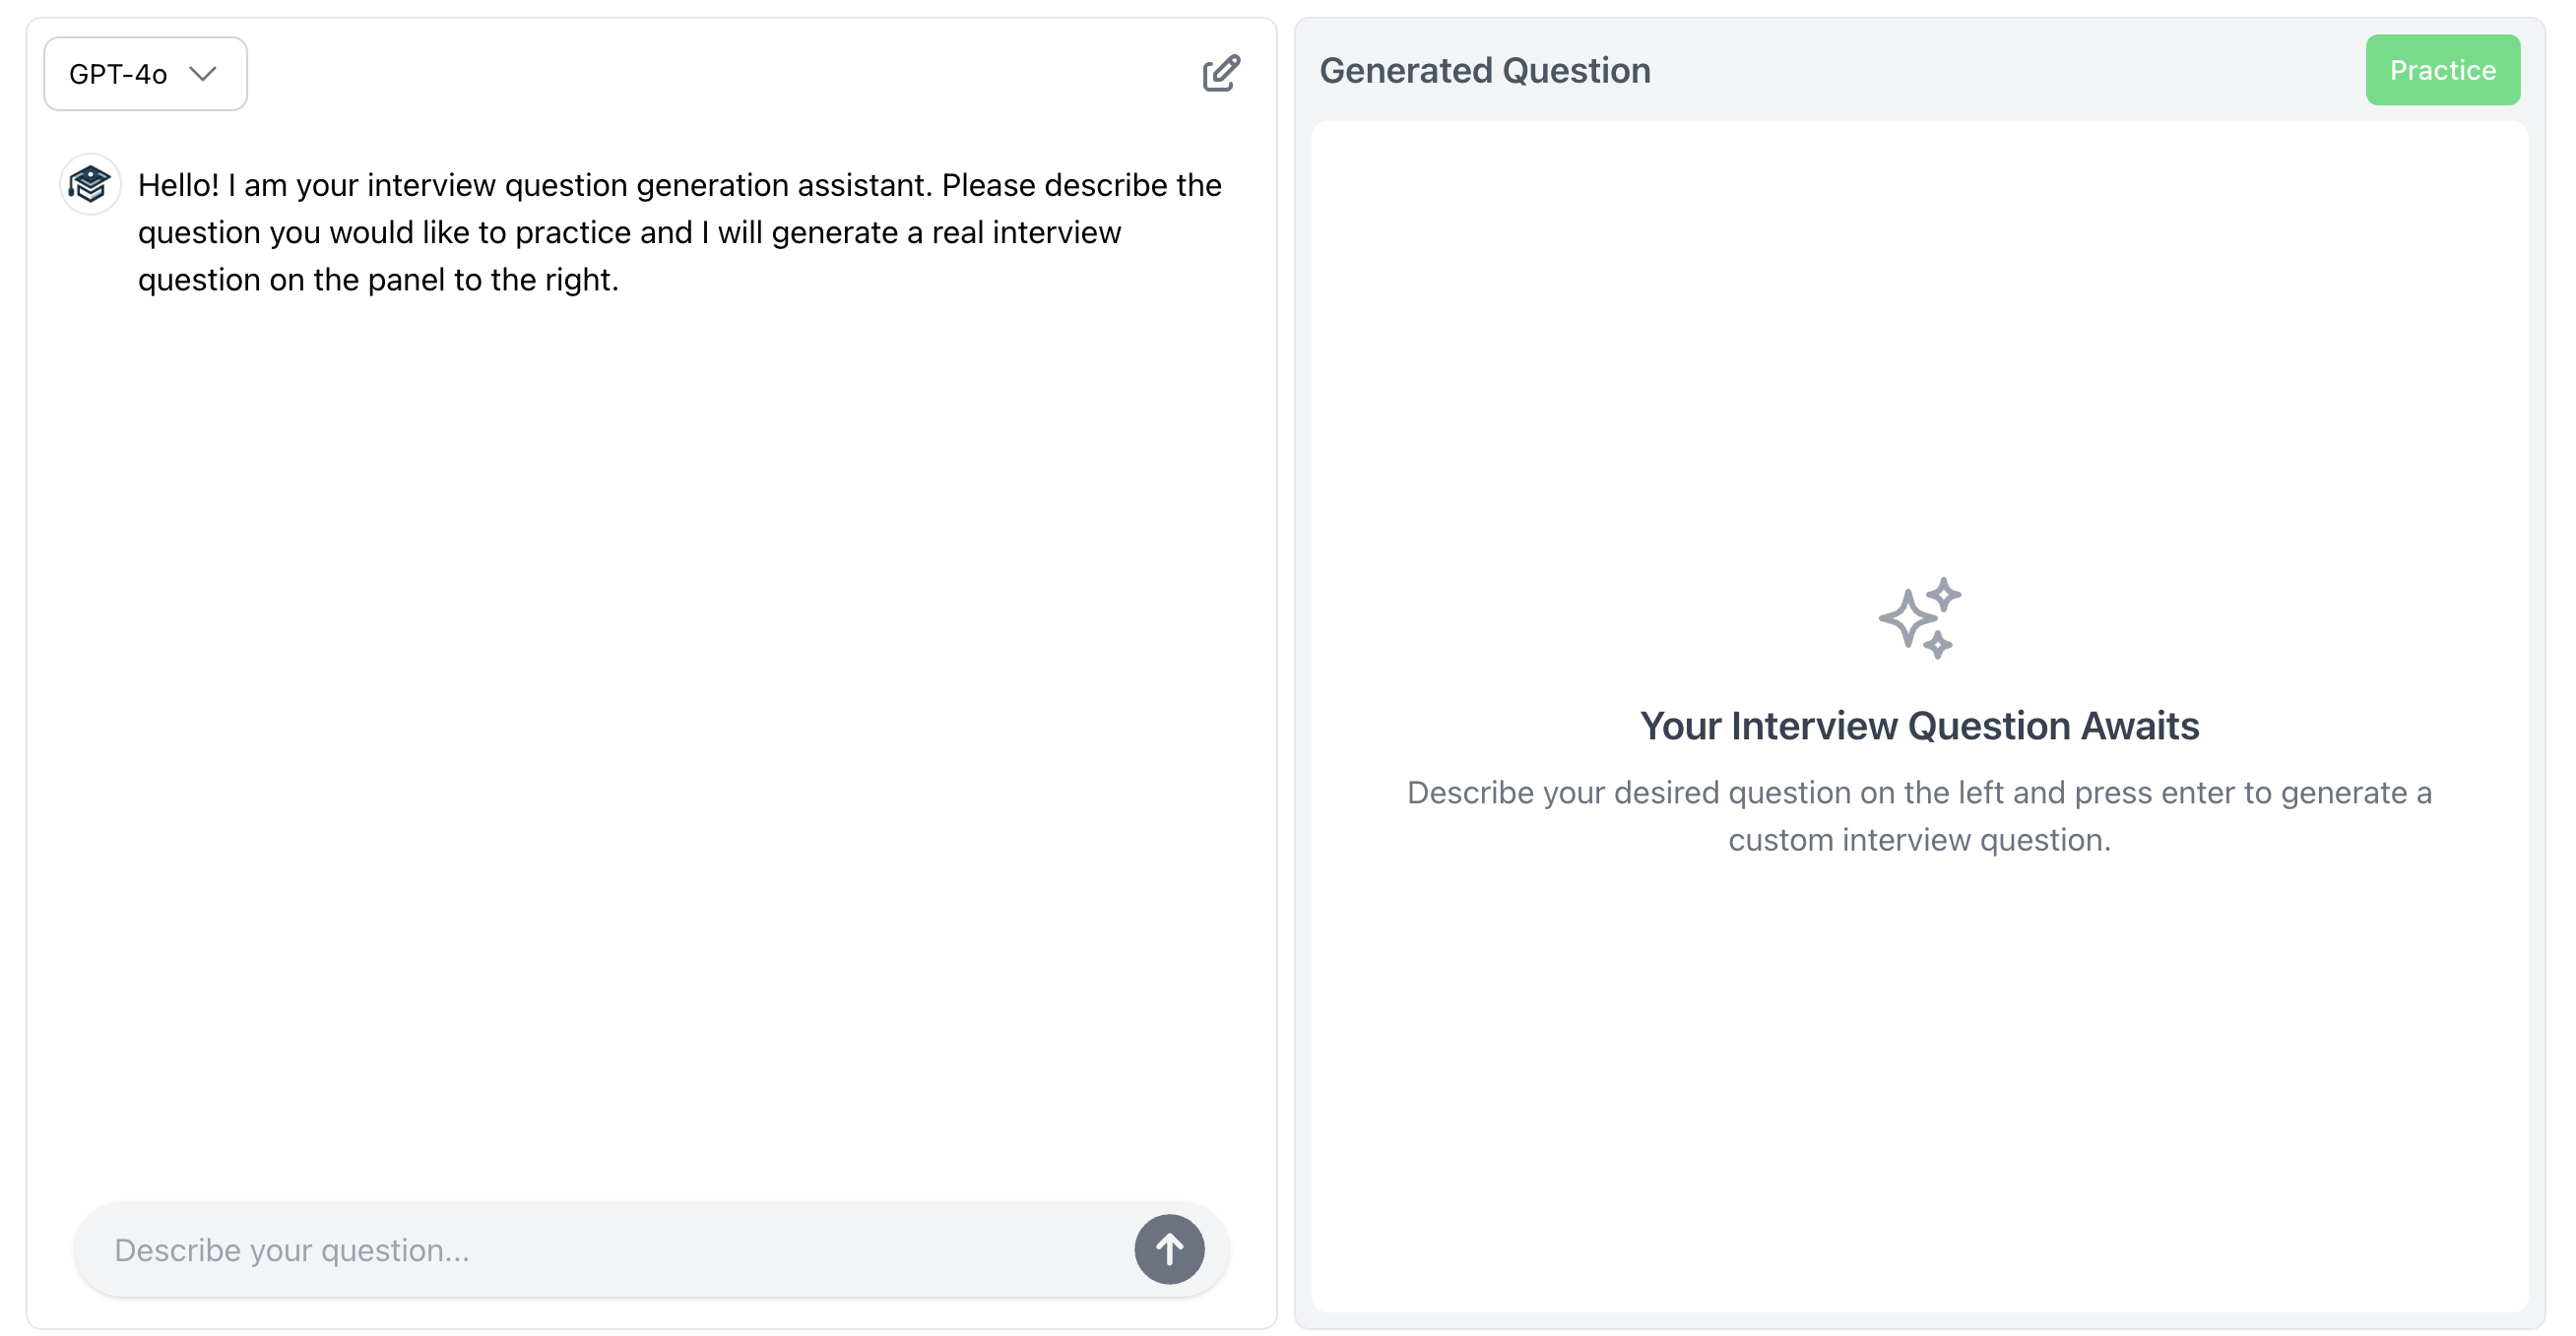 GPT-4o
Hello! I am your interview question generation assistant. Please describe the
question you would like to practice and I will generate a real interview
question on the panel to the right.
Describe your question...
Generated Question
Practice
Your Interview Question Awaits
Describe your desired question on the left and press enter to generate a
custom interview question.